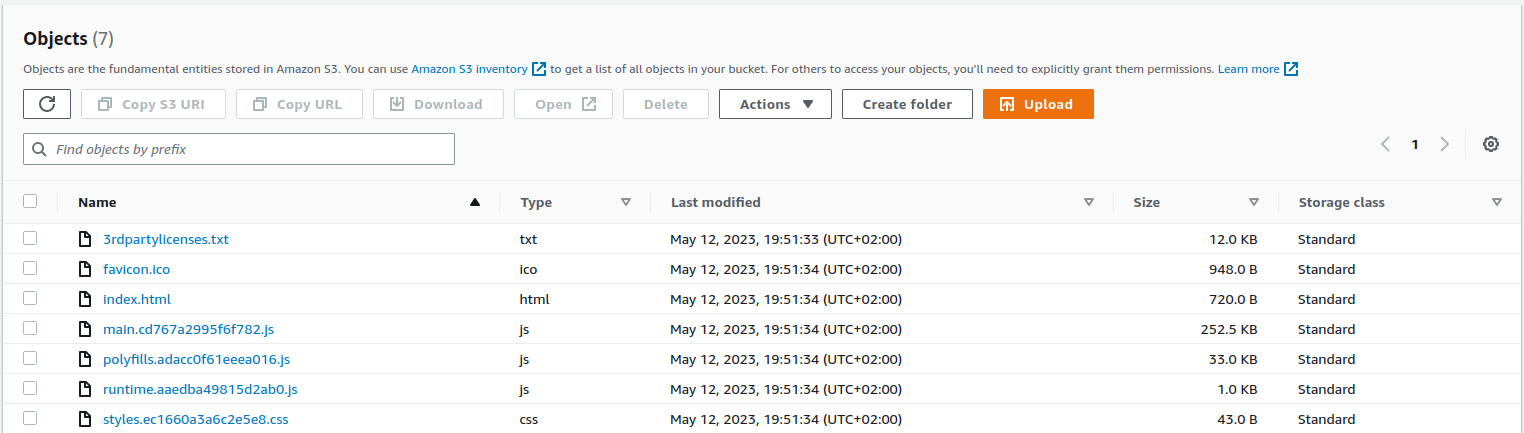 Objects (7)
Objects are the fundamental entities stored in Amazon S3. You can use Amazon S3 inventory to get a list of all objects in your bucket. For others to access your objects, you'll need to explicitly grant them permissions. Learn more
Copy S3 URI Copy URL Download Open Delete Actions Create folder Upload
Find objects by prefix 1
Name Type Last modified Size Storage class
3rdpartylicenses.txt txt May 12, 2023, 19:51:33 (UTC+02:00) 12.0 KB Standard
favicon.ico ico May 12, 2023, 19:51:34 (UTC+02:00) 948.0 B Standard
index.html html May 12, 2023, 19:51:34 (UTC+02:00) 720.0 B Standard
main.cd767a2995f6f782.js js May 12, 2023, 19:51:34 (UTC+02:00) 252.5 KB Standard
polyfills.adacc0f61eeea016.js js May 12, 2023, 19:51:34 (UTC+02:00) 33.0 KB Standard
runtime.aaedba49815d2ab0.js js May 12, 2023, 19:51:34 (UTC+02:00) 1.0 KB Standard
styles.ec1660a3a6c2e5e8.css css May 12, 2023, 19:51:34 (UTC+02:00) 43.0 B Standard